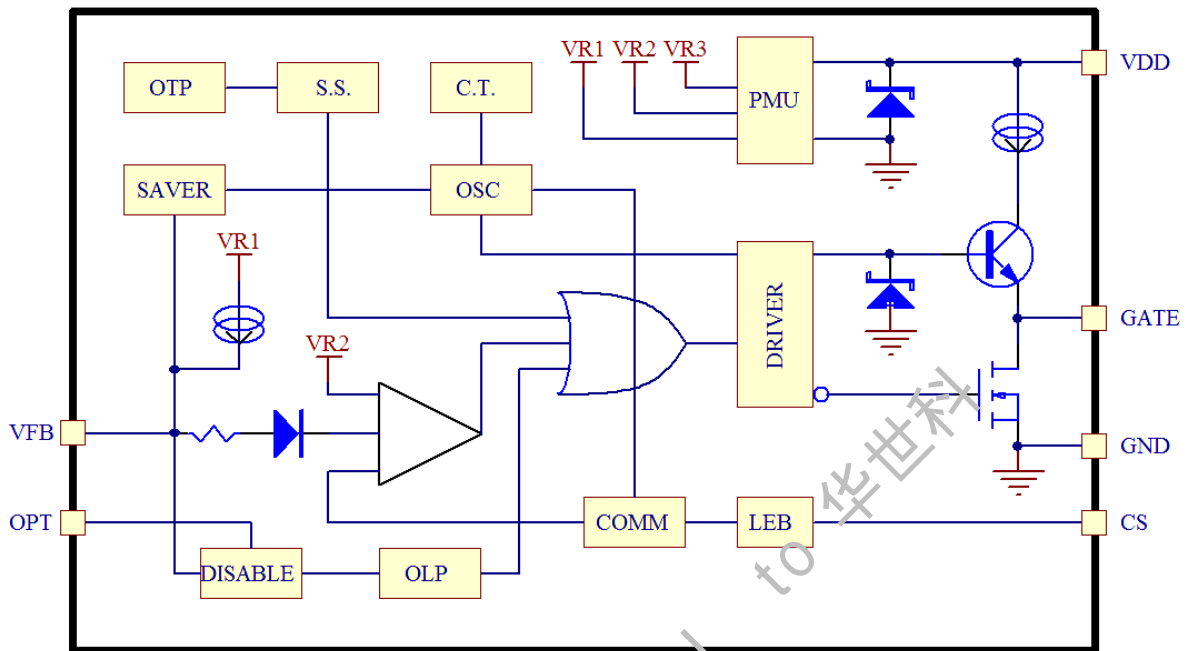 VR1 VR2 VR3
OTP
S.S.
C.T.
PMU
VDD
SAVER
OSC
VR1
DRIVER
GATE
VR2
VFB
GND
OPT
COMM
LEB
CS
DISABLE
OLP
to 华世科